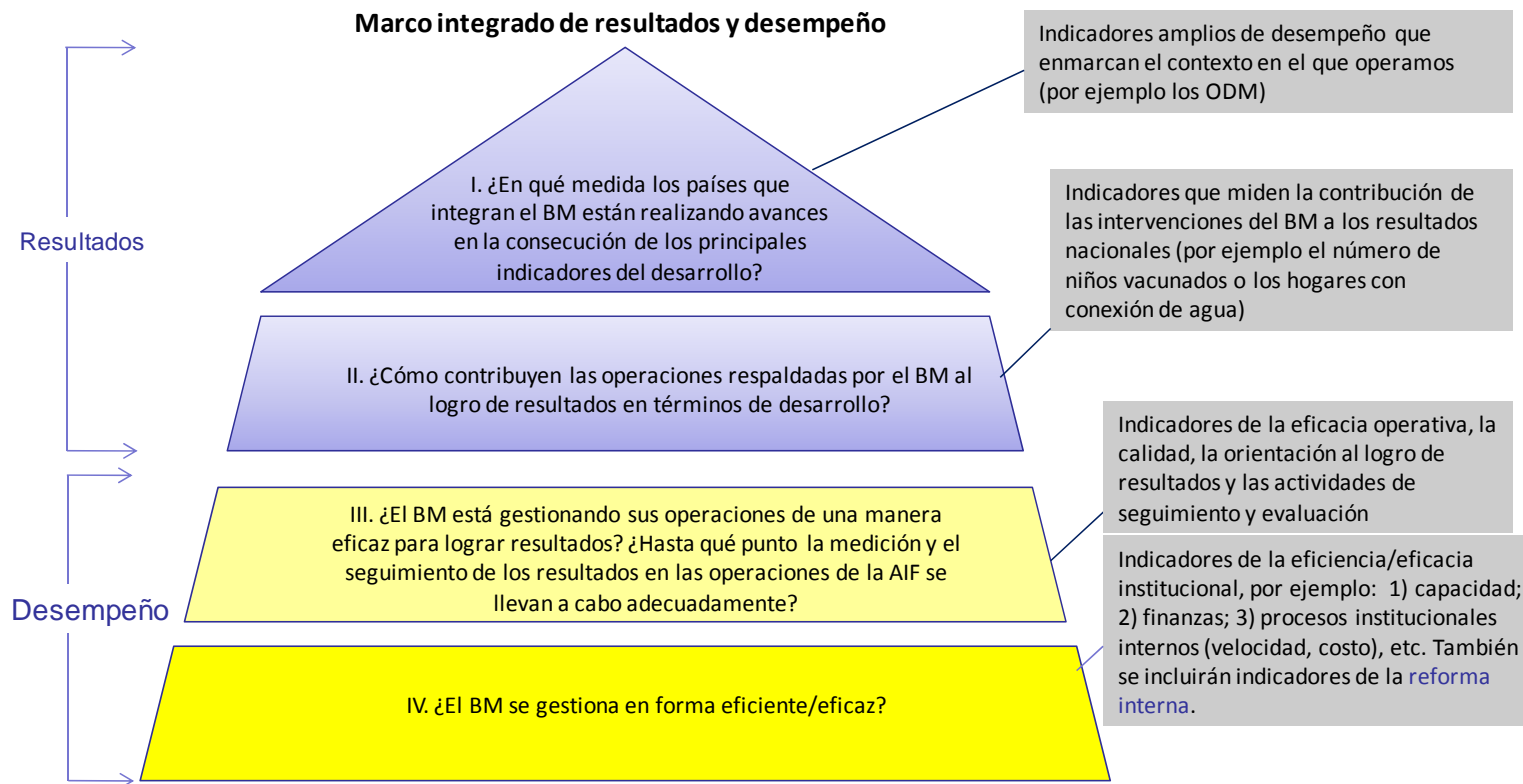 Marco integrado de resultados y desempeño
Indicadores amplios de desempeño que
enmarcan el contexto en el que operamos
(por ejemplo los ODM)
I. ¿En qué medida los países que
integran el BM están realizando avances
en la consecución de los principales
indicadores del desarrollo?
Indicadores que miden la contribución de
las intervenciones del BM a los resultados
nacionales (por ejemplo el número de
niños vacunados o los hogares con
conexión de agua)
Resultados
II. ¿Cómo contribuyen las operaciones respaldadas por el BM al
logro de resultados en términos de desarrollo?
Indicadores de la eficacia operativa, la
calidad, la orientación al logro de
resultados y las actividades de
seguimiento y evaluación
III. ¿El BM está gestionando sus operaciones de una manera
eficaz para lograr resultados? ¿Hasta qué punto la medición y el
seguimiento de los resultados en las operaciones de la AIF se
llevan a cabo adecuadamente?
Desempeño
Indicadores de la eficiencia/eficacia
institucional, por ejemplo: 1) capacidad;
2) finanzas; 3) procesos institucionales
internos (velocidad, costo), etc. También
se incluirán indicadores de la reforma
interna.
IV. ¿El BM se gestiona en forma eficiente/eficaz?